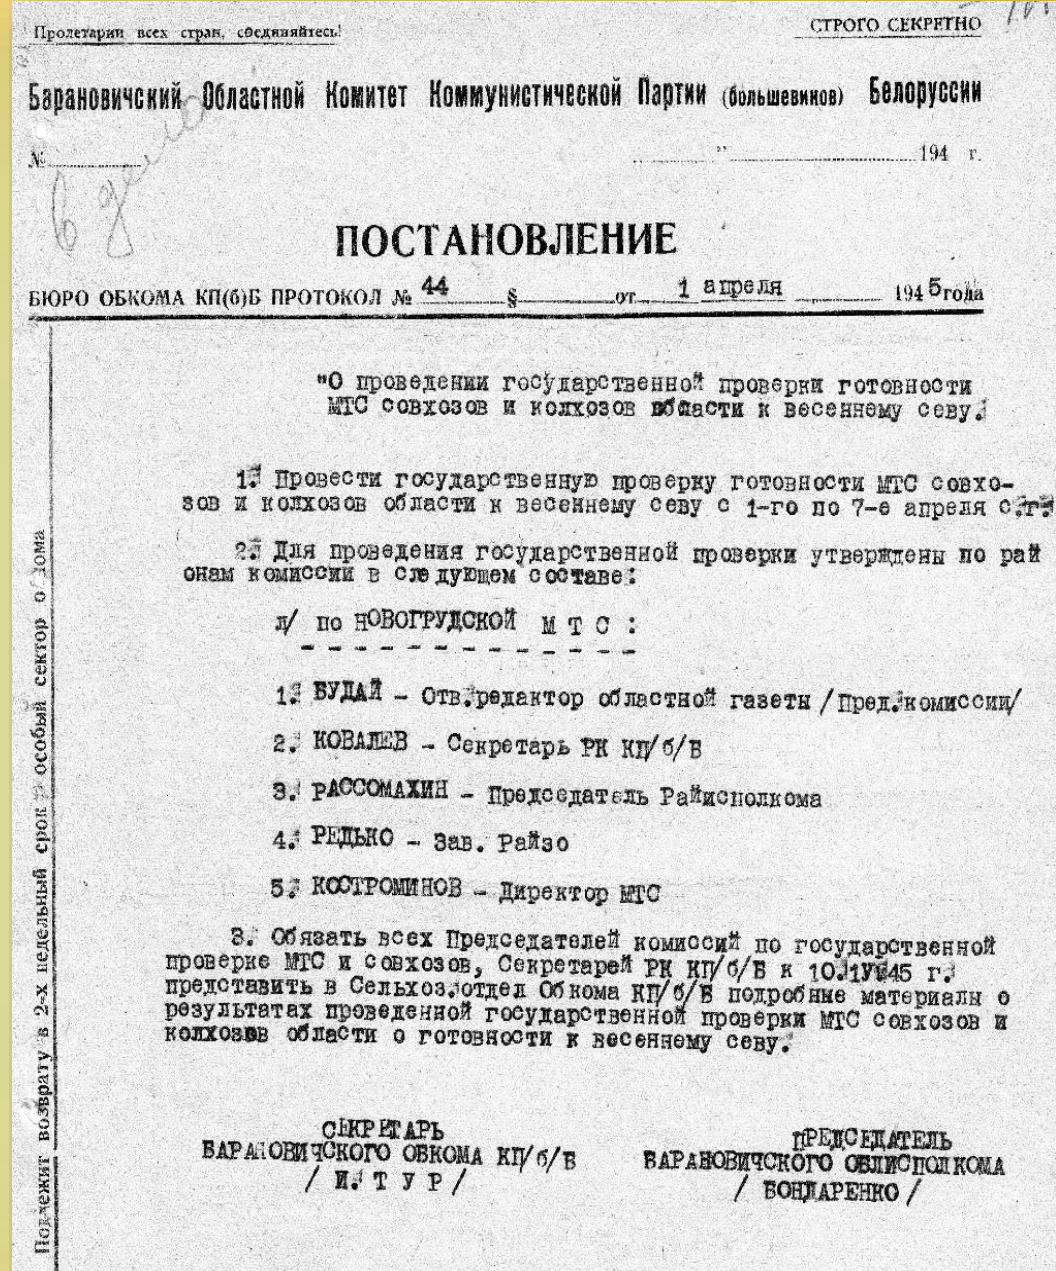 Пролетарии всех стран, соединяйтесь!
СТРОГО СЕКРЕТНО
Барановичский Областной Комитет Коммунистической Партии (большевиков) Белоруссии
№
" 194 г.
В дело
ПОСТАНОВЛЕНИЕ
БЮРО ОБКОМА КП(б)Б ПРОТОКОЛ № 44 § от 1 апреля 1945 года
"О проведении государственной проверки готовности
МТС совхозов и колхозов области к весеннему севу.
1. Провести государственную проверку готовности МТС совхо-
зов и колхозов области к весеннему севу с 1-го по 7-е апреля с.г.
2. Для проведения государственной проверки утверждены по рай
онам комиссии в следующем составе:
л/ по НОВОГРУДСКОЙ М Т С :
- - - - - - - - - - - - -
1. БУДАЙ – Отв.редактор областной газеты /Пред.комиссии/
2. КОВАЛЕВ – Секретарь РК КП/б/Б
3. РАССОМАХИН – Председатель Райисполкома
4. РЕДЬКО – Зав. Райзо
5. КОСТРОМИНОВ – Директор МТС
3. Обязать всех Председателей комиссий по государственной
проверке МТС и совхозов, Секретарей РК КП/б/Б к 10.1У.45 г.
представить в Сельхоз.отдел Обкома КП/б/Б подробные материалы о
результатах проведенной государственной проверки МТС совхозов и
колхозов области о готовности к весеннему севу.
СЕКРЕТАРЬ
БАРАНОВИЧСКОГО ОБКОМА КП/б/Б
/ И. Т У Р /
ПРЕДСЕДАТЕЛЬ
БАРАНОВИЧСКОГО ОБЛИСПОЛКОМА
/ БОНДАРЕНКО /
Подлежит возврату в 2-х недельный срок в особый сектор обкома